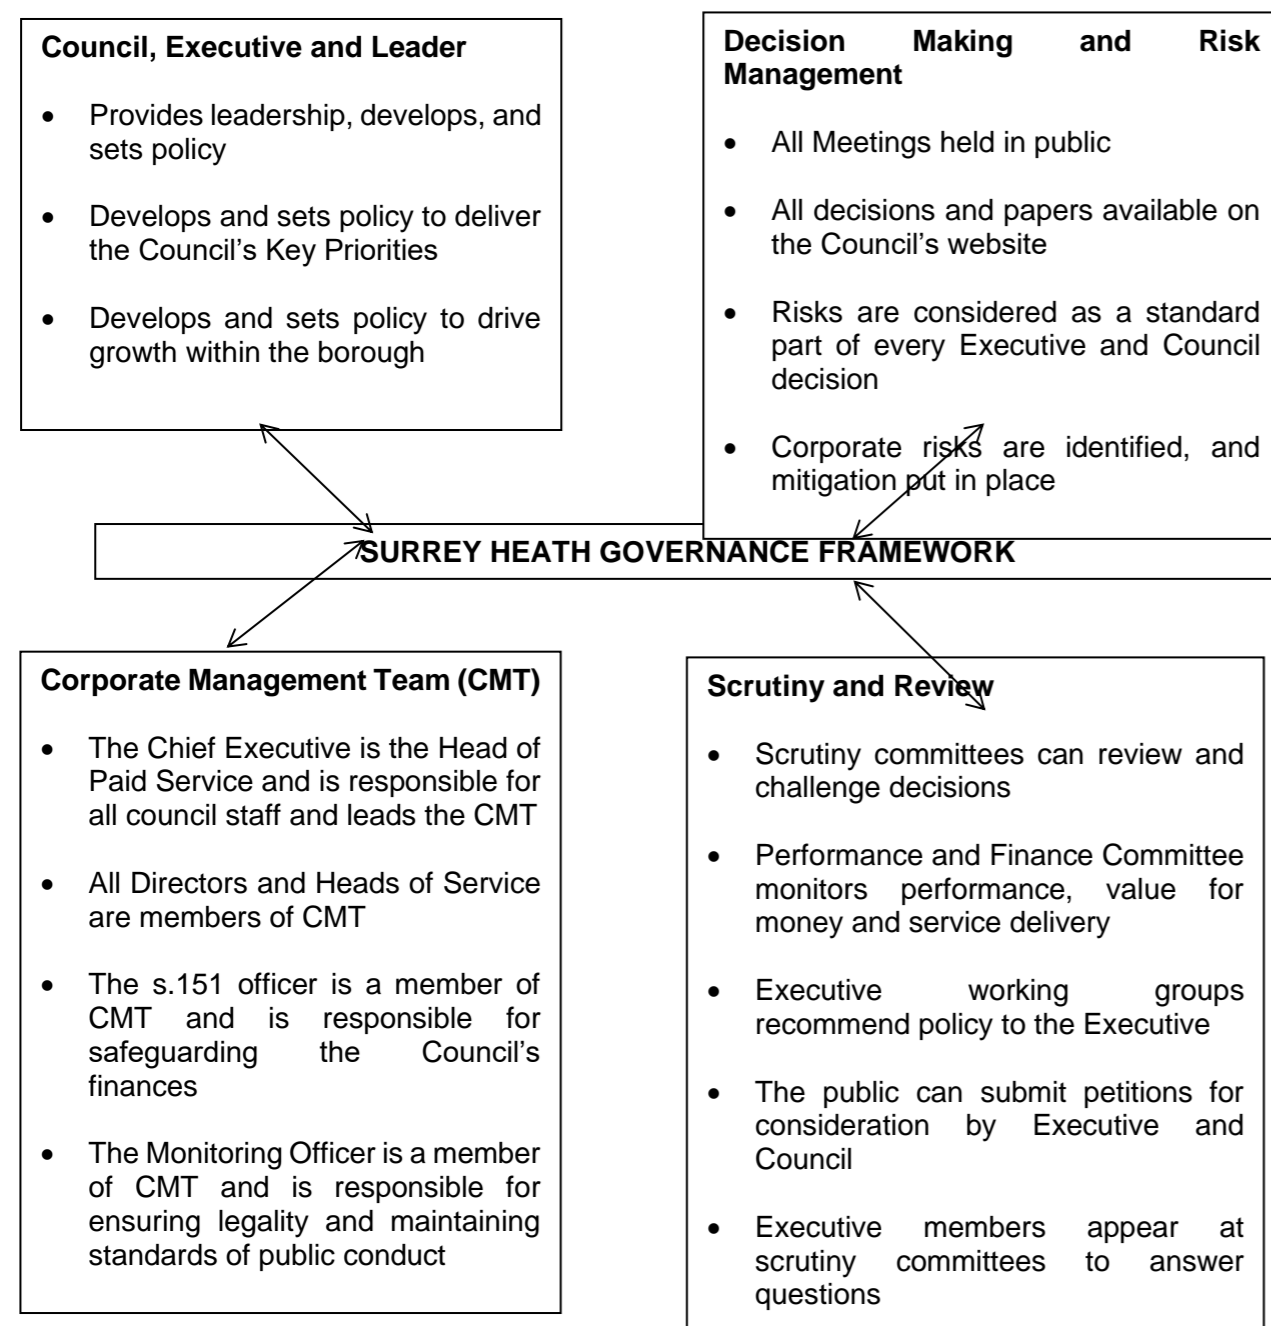 Council, Executive and Leader
• Provides leadership, develops, and
sets policy
• Develops and sets policy to deliver
the Council’s Key Priorities
• Develops and sets policy to drive
growth within the borough
Decision Making and Risk
Management
• All Meetings held in public
• All decisions and papers available on
the Council’s website
• Risks are considered as a standard
part of every Executive and Council
decision
• Corporate risks are identified, and
mitigation put in place
SURREY HEATH GOVERNANCE FRAMEWORK
Corporate Management Team (CMT)
• The Chief Executive is the Head of
Paid Service and is responsible for
all council staff and leads the CMT
• All Directors and Heads of Service
are members of CMT
• The s.151 officer is a member of
CMT and is responsible for
safeguarding the Council’s
finances
• The Monitoring Officer is a member
of CMT and is responsible for
ensuring legality and maintaining
standards of public conduct
Scrutiny and Review
• Scrutiny committees can review and
challenge decisions
• Performance and Finance Committee
monitors performance, value for
money and service delivery
• Executive working groups
recommend policy to the Executive
• The public can submit petitions for
consideration by Executive and
Council
• Executive members appear at
scrutiny committees to answer
questions